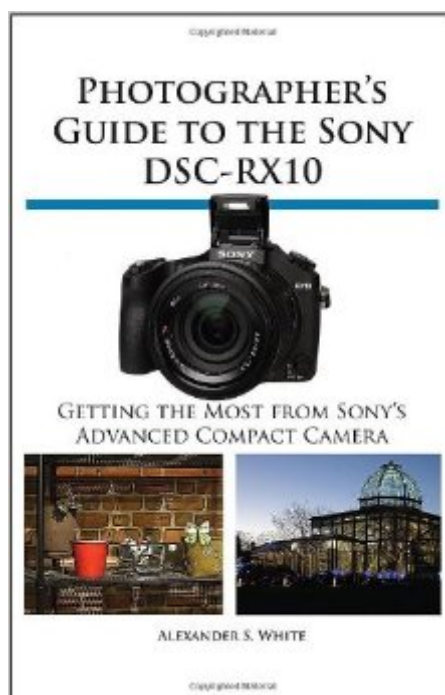 Copyrighted Material
PHOTOGRAPHER'S
GUIDE TO THE SONY
DSC-RX10
SONY
GETTING THE MOST FROM SONY'S
ADVANCED COMPACT CAMERA
ALEXANDER S. WHITE
Copyrighted Material